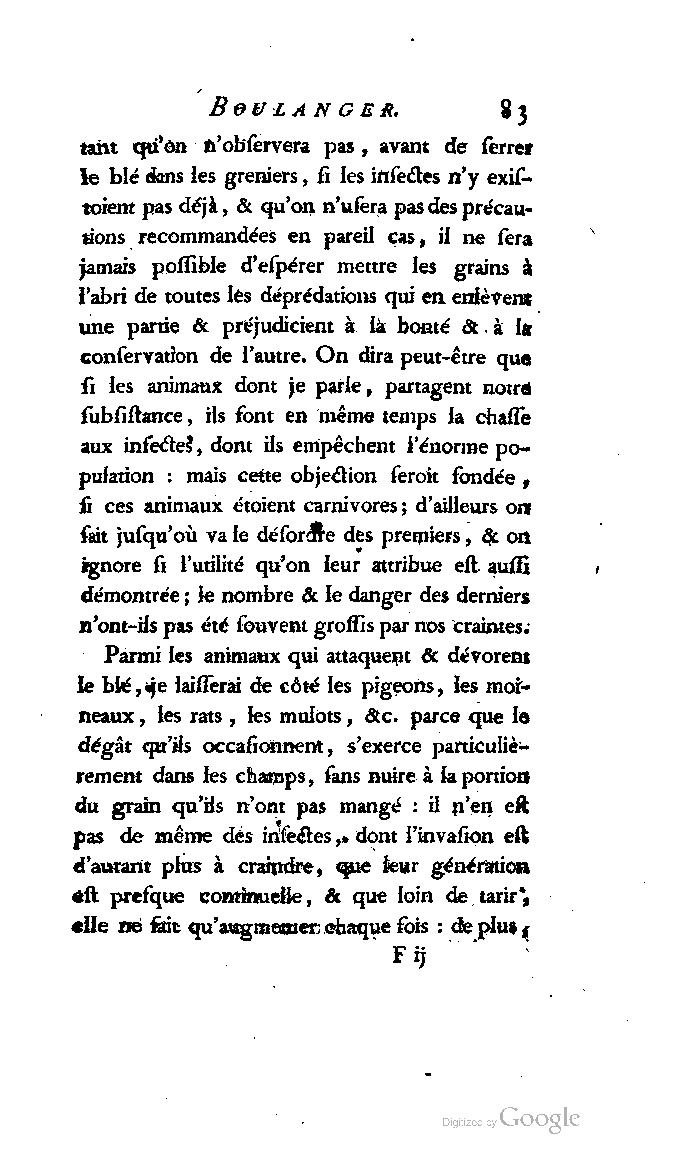 BOULANGER. 83
tant qu'on n'obſervera pas, avant de ſerrer
le blé dans les greniers, ſi les inſectes n'y exiſ-
toient pas déjà, & qu'on n'uſera pas des précau-
tions recommandées en pareil cas, il ne ſera
jamais poſſible d'eſpérer mettre les grains à
l'abri de toutes les déprédations qui en enlèvent
une partie & préjudicient à la bonté & à la
conſervation de l'autre. On dira peut-être que
ſi les animaux dont je parle, partagent notre
ſubſiſtance, ils font en même temps la chaſſe
aux inſectes, dont ils empêchent l'énorme po-
pulation : mais cette objection ſeroit fondée,
ſi ces animaux étoient carnivores ; d'ailleurs on
ſait juſqu'où va le déſordre des premiers, & on
ignore ſi l'utilité qu'on leur attribue eſt auſſi
démontrée ; le nombre & le danger des derniers
n'ont-ils pas été ſouvent groſſis par nos craintes.
Parmi les animaux qui attaquent & dévorent
le blé, je laiſſerai de côté les pigeons, les moi-
neaux, les rats, les mulots, &c. parce que le
dégât qu'ils occaſionnent, s'exerce particuliè-
rement dans les champs, ſans nuire à la portion
du grain qu'ils n'ont pas mangé : il n'en eſt
pas de même des inſectes, dont l'invaſion eſt
d'autant plus à craindre, que leur génération
eſt preſque continuelle, & que loin de tarir,
elle ne fait qu'augmenter chaque fois : de plus,
F ij
Digitized by Google